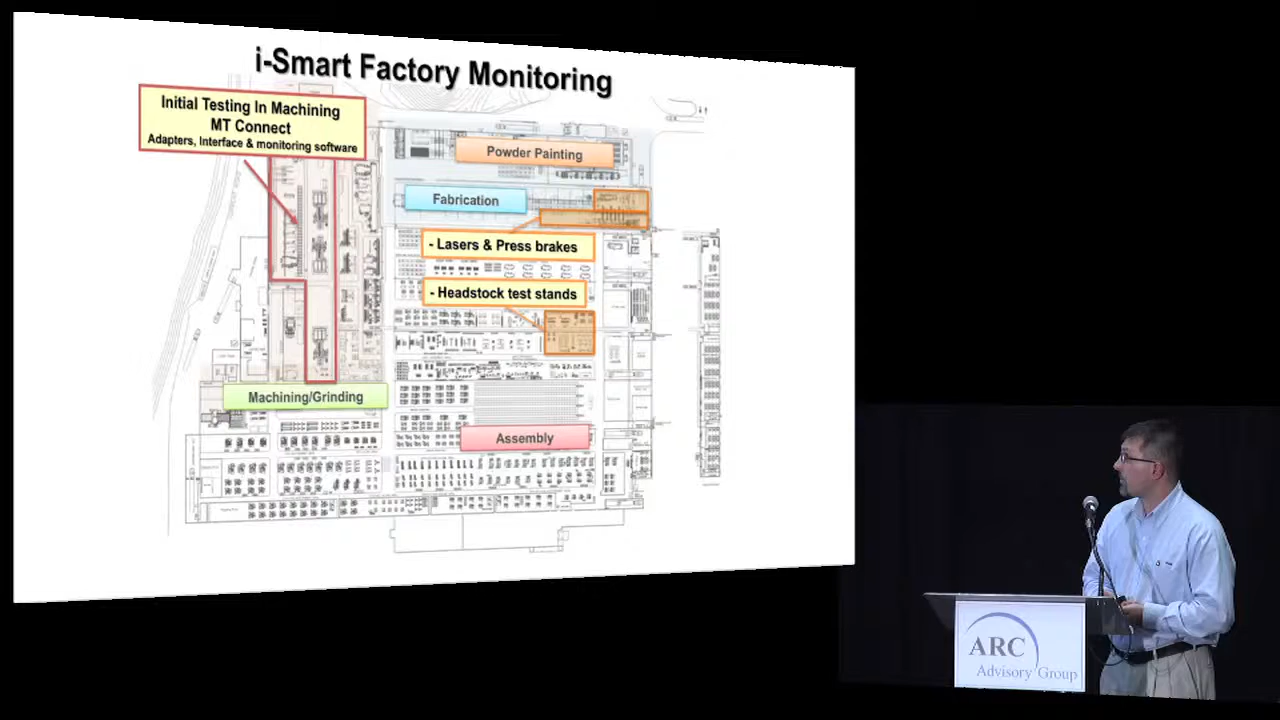 i-Smart Factory Monitoring
Initial Testing In Machining
MT Connect
Adapters, Interface & monitoring software
Powder Painting
Fabrication
- Lasers & Press brakes
- Headstock test stands
Machining/Grinding
Assembly
ARC
Advisory Group